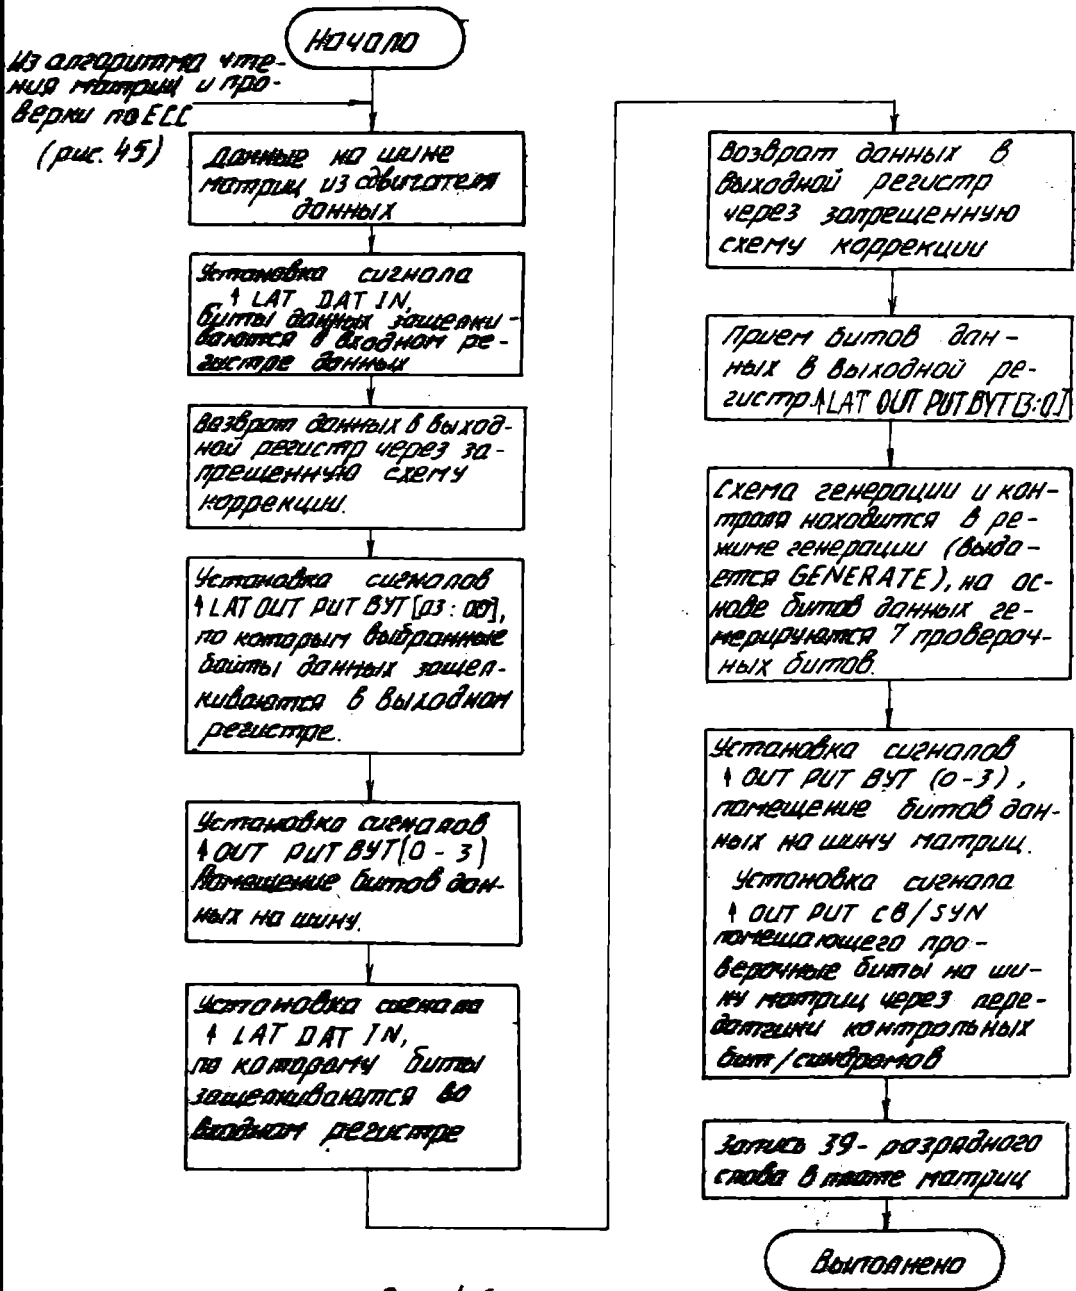 Начало
Из алгоритма чте-
ния матриц и про-
верки по ECC
(рис. 45)
Данные на шине
матриц из сдвигателя
данных
Установка сигнала
↑ LAT DAT IN,
биты данных защелки-
ваются в входном ре-
гистре данных
Возврат данных в выход-
ной регистр через за-
прещенную схему
коррекции.
Установка сигналов
↑ LAT OUT PUT BYT [03:00],
по которым выбранные
байты данных защел-
киваются в выходном
регистре.
Установка сигналов
↑ OUT PUT BYT (0-3)
Помещение битов дан-
ных на шину.
Установка сигнала
↑ LAT DAT IN,
по которому биты
защелкиваются во
входном регистре
Возврат данных в
выходной регистр
через запрещенную
схему коррекции
Прием битов дан-
ных в выходной ре-
гистр ↑ LAT OUT PUT BYT [3:0]
Схема генерации и кон-
троля находится в ре-
жиме генерации (выда-
ется GENERATE), на ос-
нове битов данных ге-
нерируются 7 провероч-
ных битов.
Установка сигналов
↑ OUT PUT BYT (0-3),
помещение битов дан-
ных на шину матриц.
Установка сигнала
↑ OUT PUT CB/SYN
помещающего про-
верочные биты на ши-
ну матриц через пере-
датчики контрольных
бит/синдромов
Запись 39-разрядного
слова в плате матриц
Выполнено